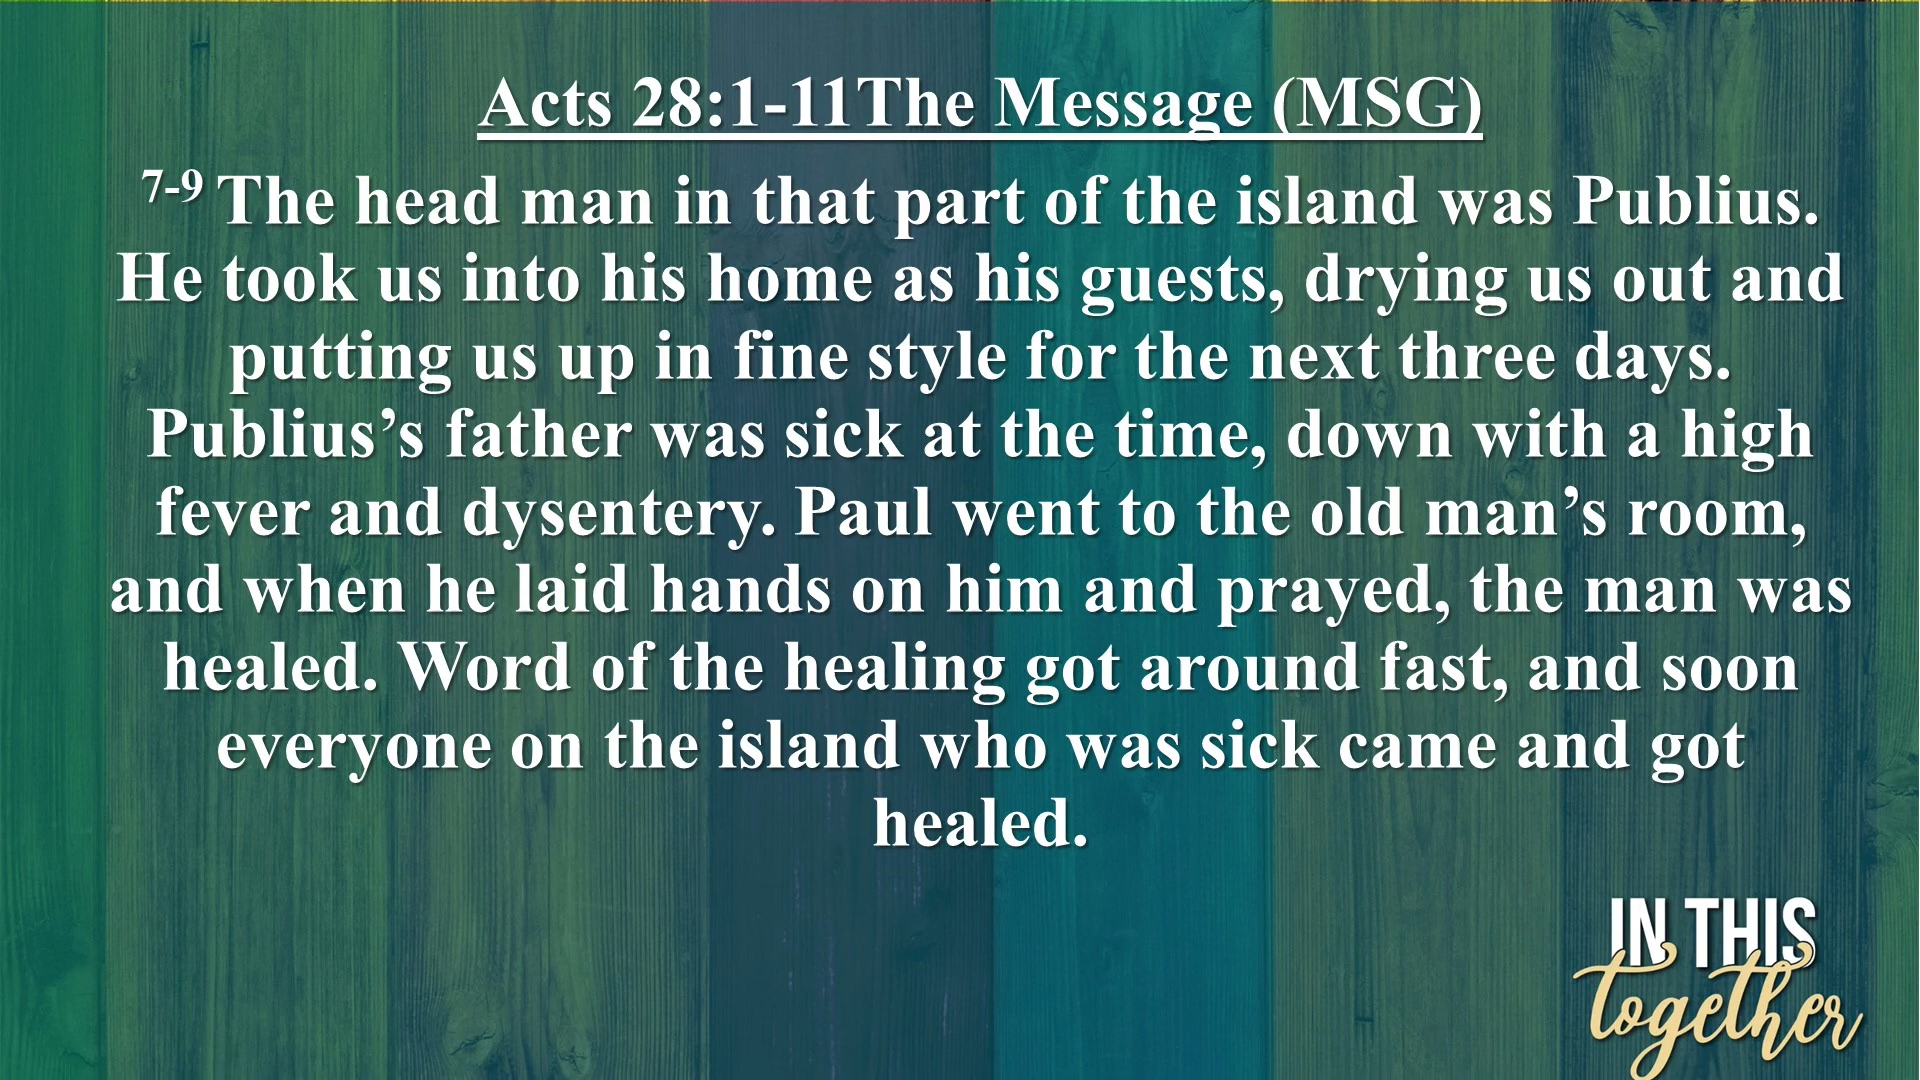 Acts 28:1-11The Message (MSG)
7-9 The head man in that part of the island was Publius.
He took us into his home as his guests, drying us out and
putting us up in fine style for the next three days.
Publius’s father was sick at the time, down with a high
fever and dysentery. Paul went to the old man’s room,
and when he laid hands on him and prayed, the man was
healed. Word of the healing got around fast, and soon
everyone on the island who was sick came and got
healed.
IN THIS
together